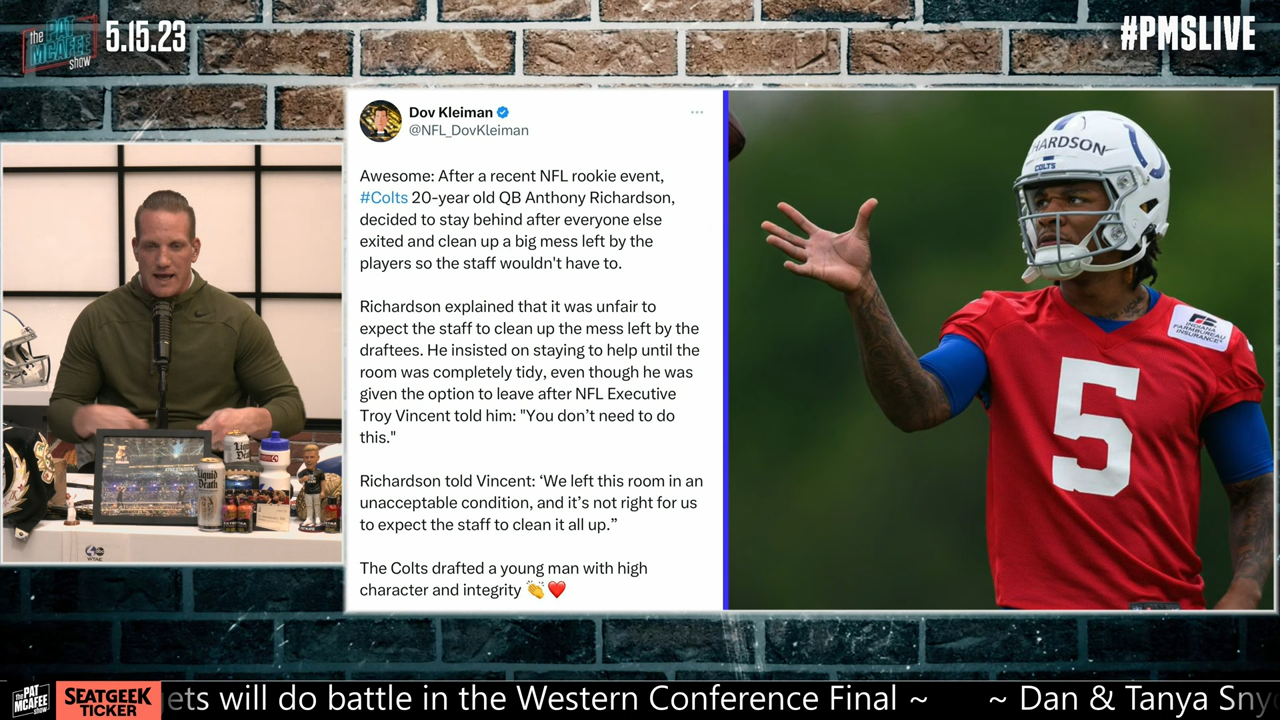 the
PAT
MCAFEE
show
5.15.23
#PMSLIVE
Dov Kleiman
@NFL_DovKleiman
Awesome: After a recent NFL rookie event,
#Colts 20-year old QB Anthony Richardson,
decided to stay behind after everyone else
exited and clean up a big mess left by the
players so the staff wouldn't have to.
Richardson explained that it was unfair to
expect the staff to clean up the mess left by the
draftees. He insisted on staying to help until the
room was completely tidy, even though he was
given the option to leave after NFL Executive
Troy Vincent told him: "You don’t need to do
this."
Richardson told Vincent: ‘We left this room in an
unacceptable condition, and it’s not right for us
to expect the staff to clean it all up.”
The Colts drafted a young man with high
character and integrity 👏❤️
HARDSON
COLTS
INDIANA
FARM BUREAU
INSURANCE
5
Liquid
Death
WTAE
the PAT
MCAFEE
show
SEATGEEK
TICKER
ets will do battle in the Western Conference Final ~ ~ Dan & Tanya Sny